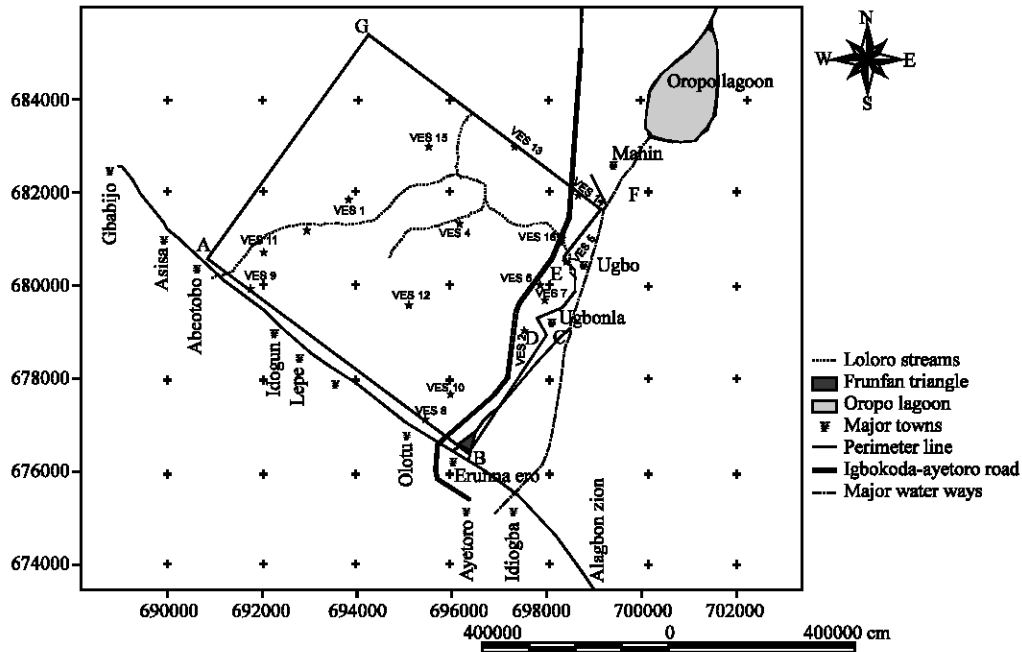 N
W E
S
G
Oropo lagoon
684000
VES 15
VES 13
Mahin
682000
VES 14
F
Gbabijo
VES 1
VES 4
VES 11
VES 16
VES 5
A
Asisa
Ugbo
E
Abeotobo
VES 9
VES 6
680000
VES 7
VES 12
Ugbonla
Idogun
VES 2
D
C
Lepe
678000
VES 10
VES 8
Olotu
B
676000
Erunna ero
Ayetoro
Idiogba
Alagbon zion
674000
Loloro streams
Frunfan triangle
Oropo lagoon
Major towns
Perimeter line
Igbokoda-ayetoro road
Major water ways
690000 692000 694000 696000 698000 700000 702000
400000 0 400000 cm